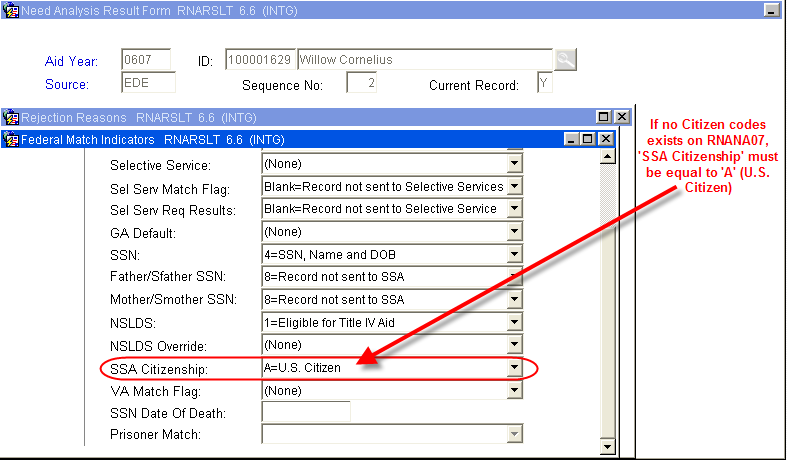 Need Analysis Result Form RNARSLT 6.6 (INTG)
Aid Year: 0607 ID: 100001629 Willow Cornelius
Source: EDE Sequence No: 2 Current Record: Y
Rejection Reasons RNARSLT 6.6 (INTG)
Federal Match Indicators RNARSLT 6.6 (INTG)
Selective Service: (None)
Sel Serv Match Flag: Blank=Record not sent to Selective Services
Sel Serv Req Results: Blank=Record not sent to Selective Service
GA Default: (None)
SSN: 4=SSN, Name and DOB
Father/Sfather SSN: 8=Record not sent to SSA
Mother/Smother SSN: 8=Record not sent to SSA
NSLDS: 1=Eligible for Title IV Aid
NSLDS Override: (None)
SSA Citizenship: A=U.S. Citizen
VA Match Flag: (None)
SSN Date Of Death:
Prisoner Match:
If no Citizen codes
exists on RNANA07,
'SSA Citizenship' must
be equal to 'A' (U.S.
Citizen)